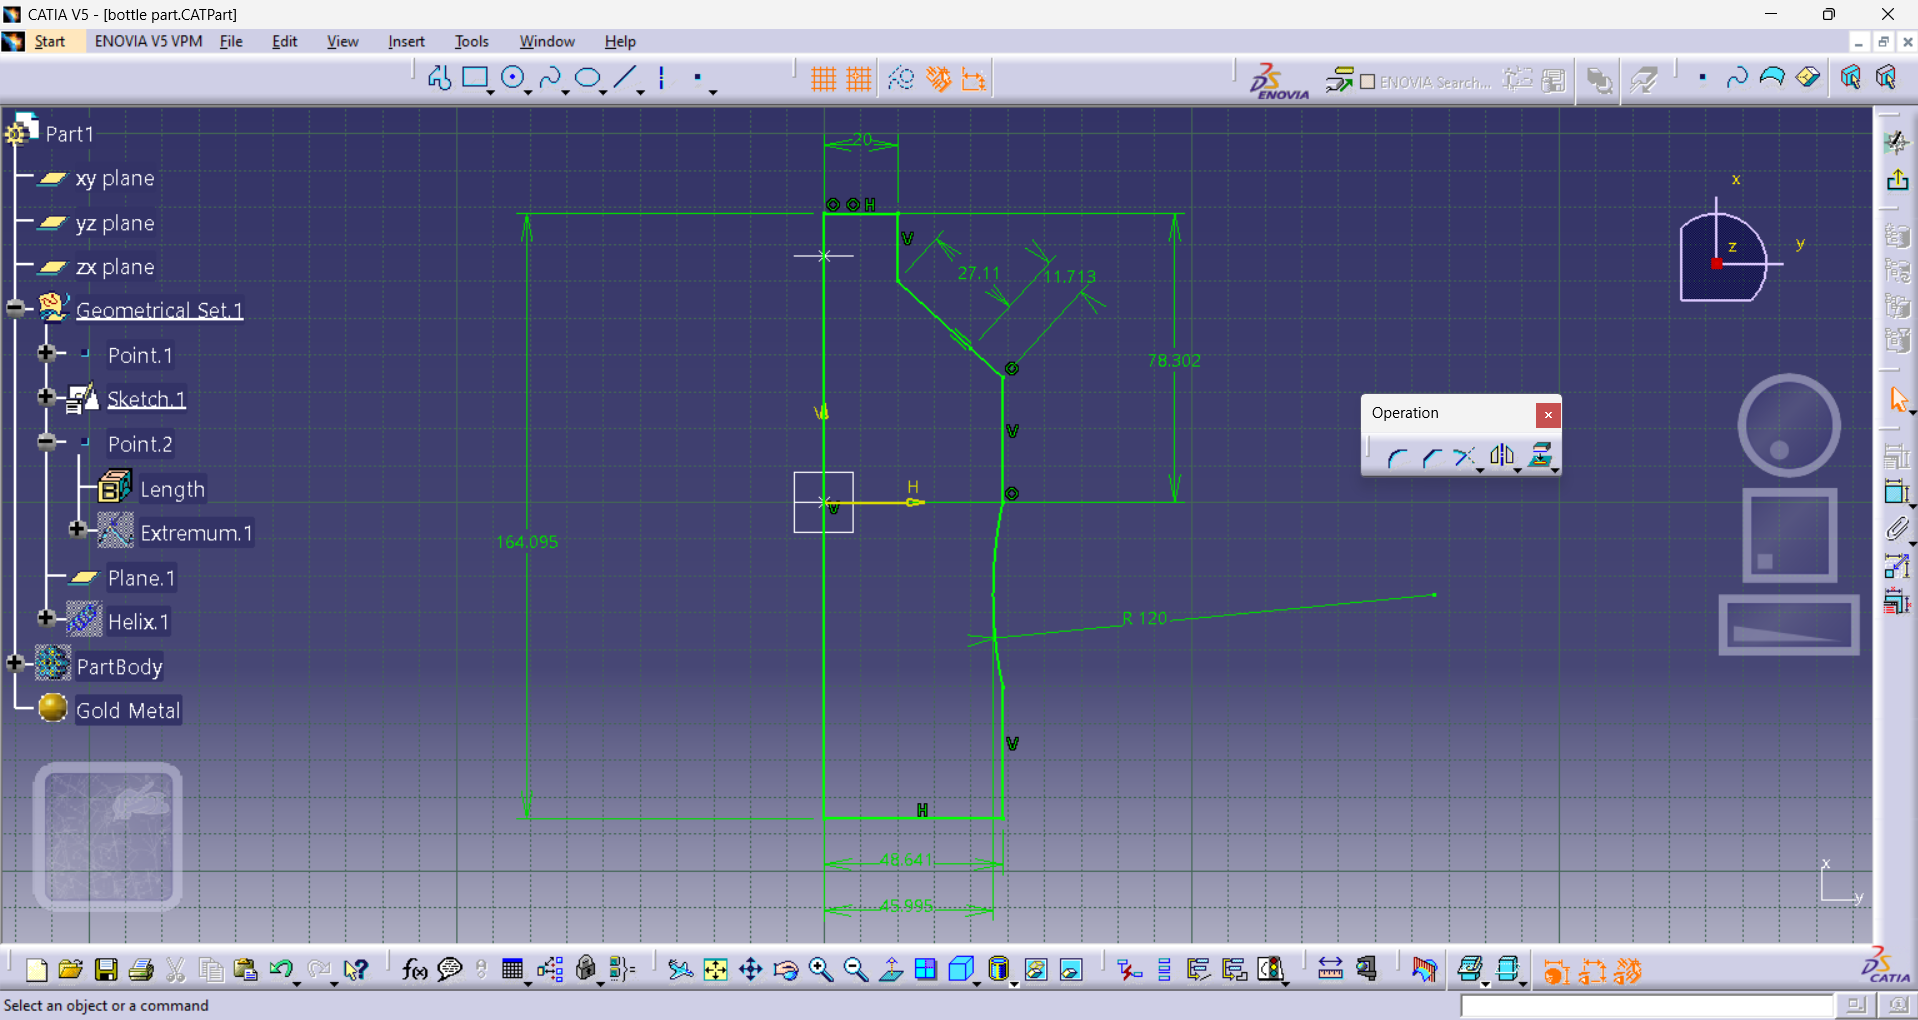 CATIA V5 - [bottle part.CATPart]
Start ENOVIA V5 VPM File Edit View Insert Tools Window Help
ENOVIA
ENOVIA Search...
Part1
xy plane
yz plane
zx plane
Geometrical Set.1
Point.1
Sketch.1
Point.2
Length
Extremum.1
Plane.1
Helix.1
PartBody
Gold Metal
20
H
V
27.11
11.713
78.302
V
V
H
V
164.095
R 120
V
H
48.641
45.995
x
y
z
Operation
x
y
f(x)
DS CATIA
Select an object or a command